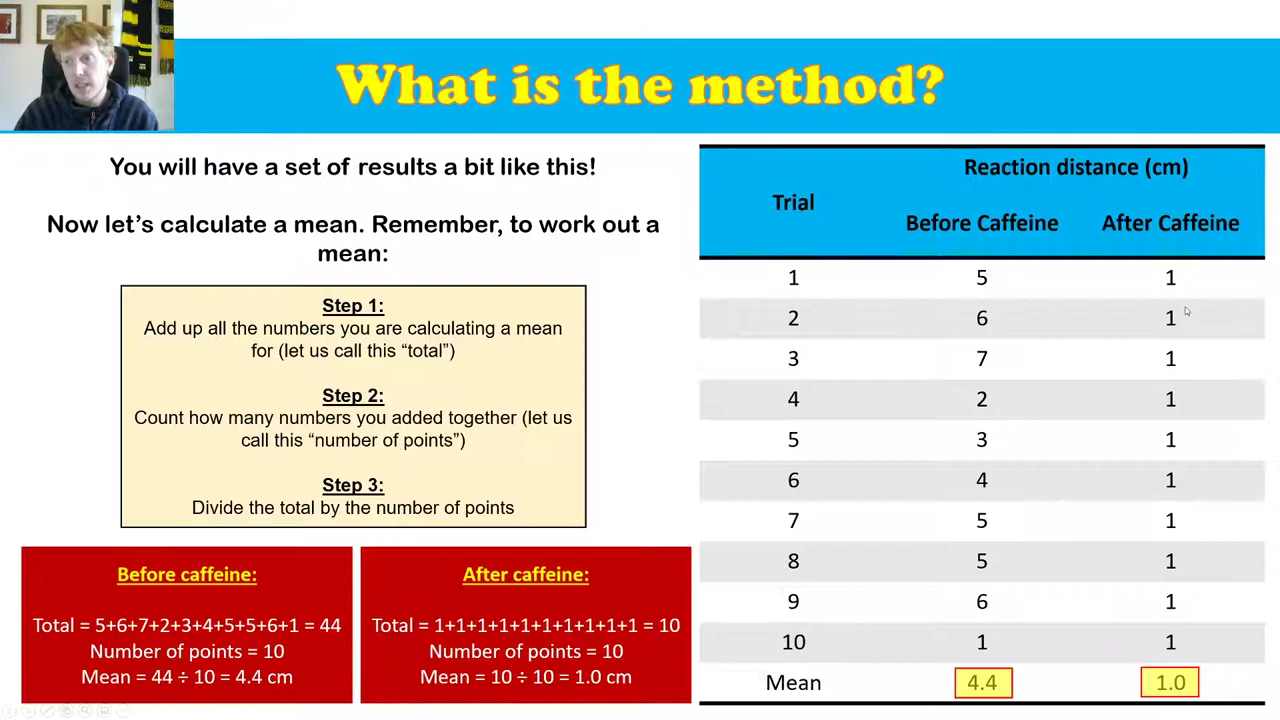 What is the method?
You will have a set of results a bit like this!
Now let's calculate a mean. Remember, to work out a
mean:
Step 1:
Add up all the numbers you are calculating a mean
for (let us call this “total”)
Step 2:
Count how many numbers you added together (let us
call this “number of points”)
Step 3:
Divide the total by the number of points
Before caffeine:
Total = 5+6+7+2+3+4+5+5+6+1 = 44
Number of points = 10
Mean = 44 ÷ 10 = 4.4 cm
After caffeine:
Total = 1+1+1+1+1+1+1+1+1+1 = 10
Number of points = 10
Mean = 10 ÷ 10 = 1.0 cm
Reaction distance (cm)
Trial
Before Caffeine After Caffeine
1 5 1
2 6 1
3 7 1
4 2 1
5 3 1
6 4 1
7 5 1
8 5 1
9 6 1
10 1 1
Mean 4.4 1.0